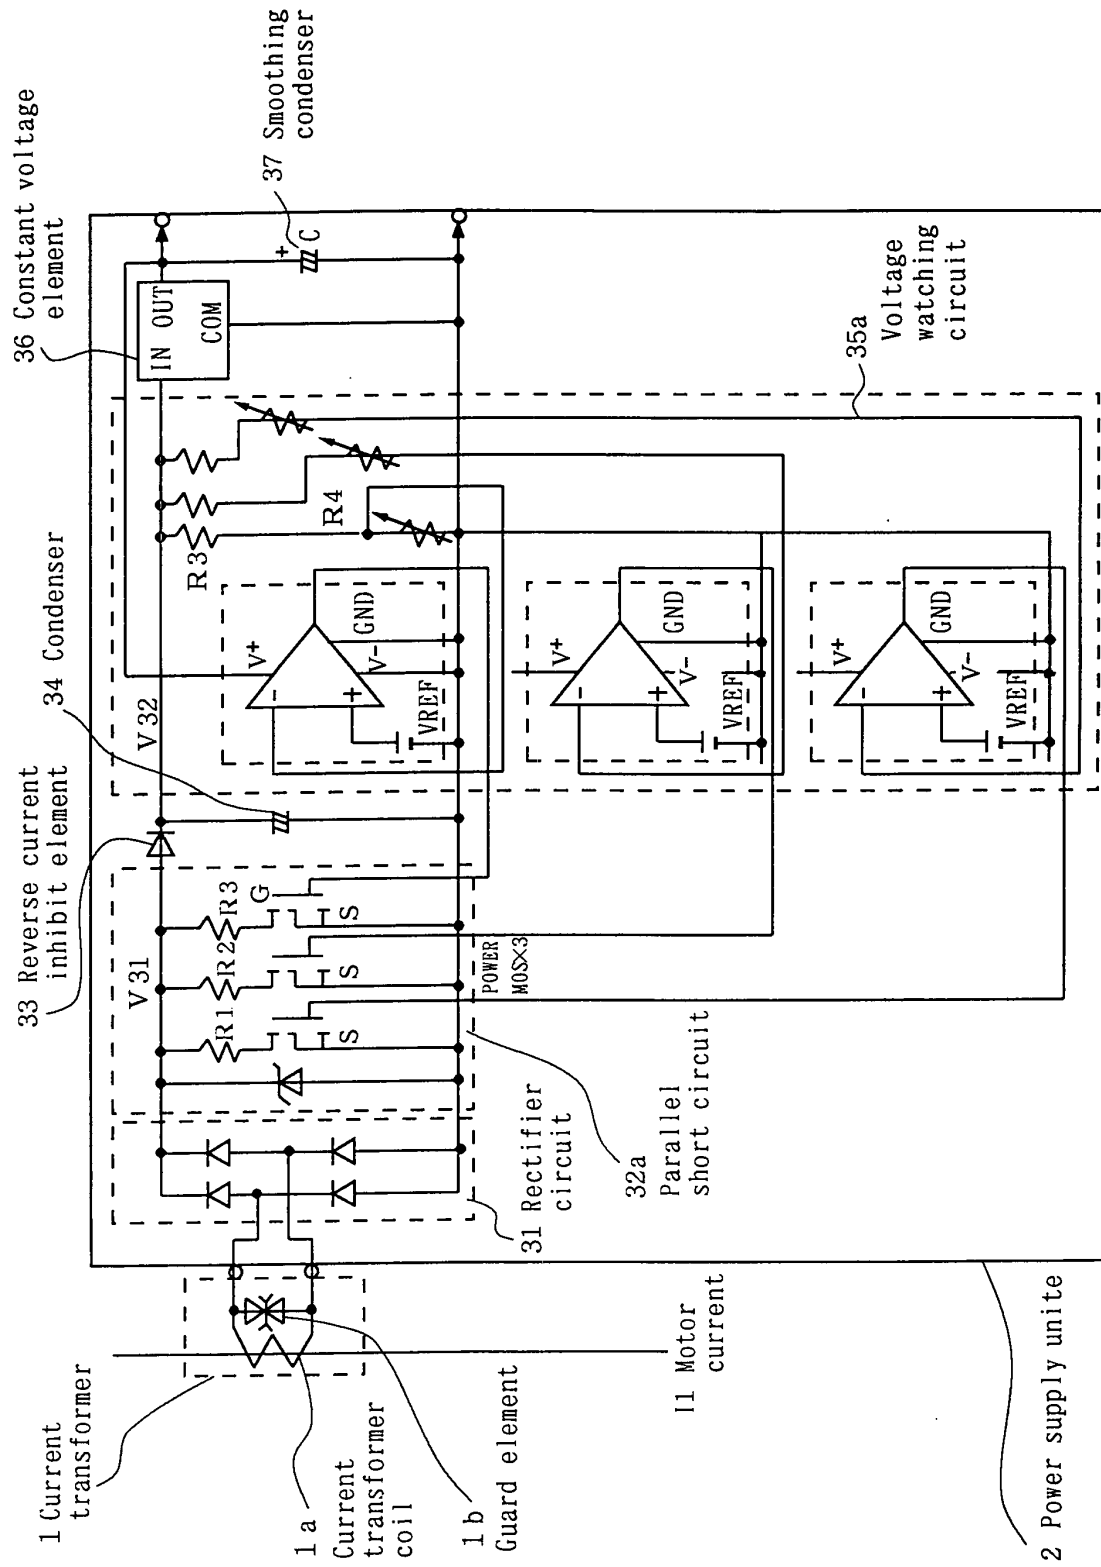 1 Current
transformer
1a
Current
transformer
coil
1b
Guard element
I1 Motor
current
2 Power supply unite
31 Rectifier
circuit
32a
Parallel
short circuit
33 Reverse current
inhibit element
34 Condenser
36 Constant voltage
element
37 Smoothing
condenser
35a
Voltage
watching
circuit
V31
R1
R2
R3
G
S
S
S
POWER
MOS×3
V32
R3
R4
V+
-
+
V-
GND
VREF
V+
-
+
V-
GND
VREF
V+
-
+
V-
GND
VREF
IN OUT
COM
+
C